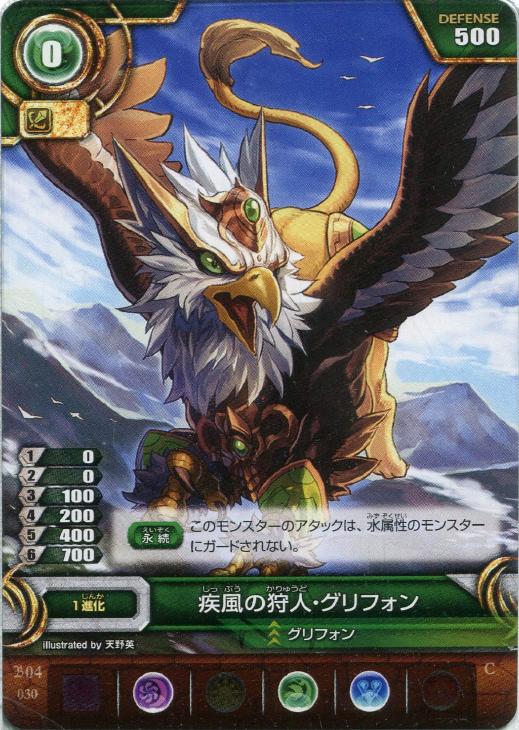 0
DEFENSE
500
1 0
2 0
3 100
4 200
5 400
6 700
えいぞく
永続
みずぞくせい
このモンスターのアタックは、水属性のモンスター
にガードされない。
じんか
1進化
しっぷう かりゅうど
疾風の狩人・グリフォン
グリフォン
illustrated by 天野英
B04
030
C